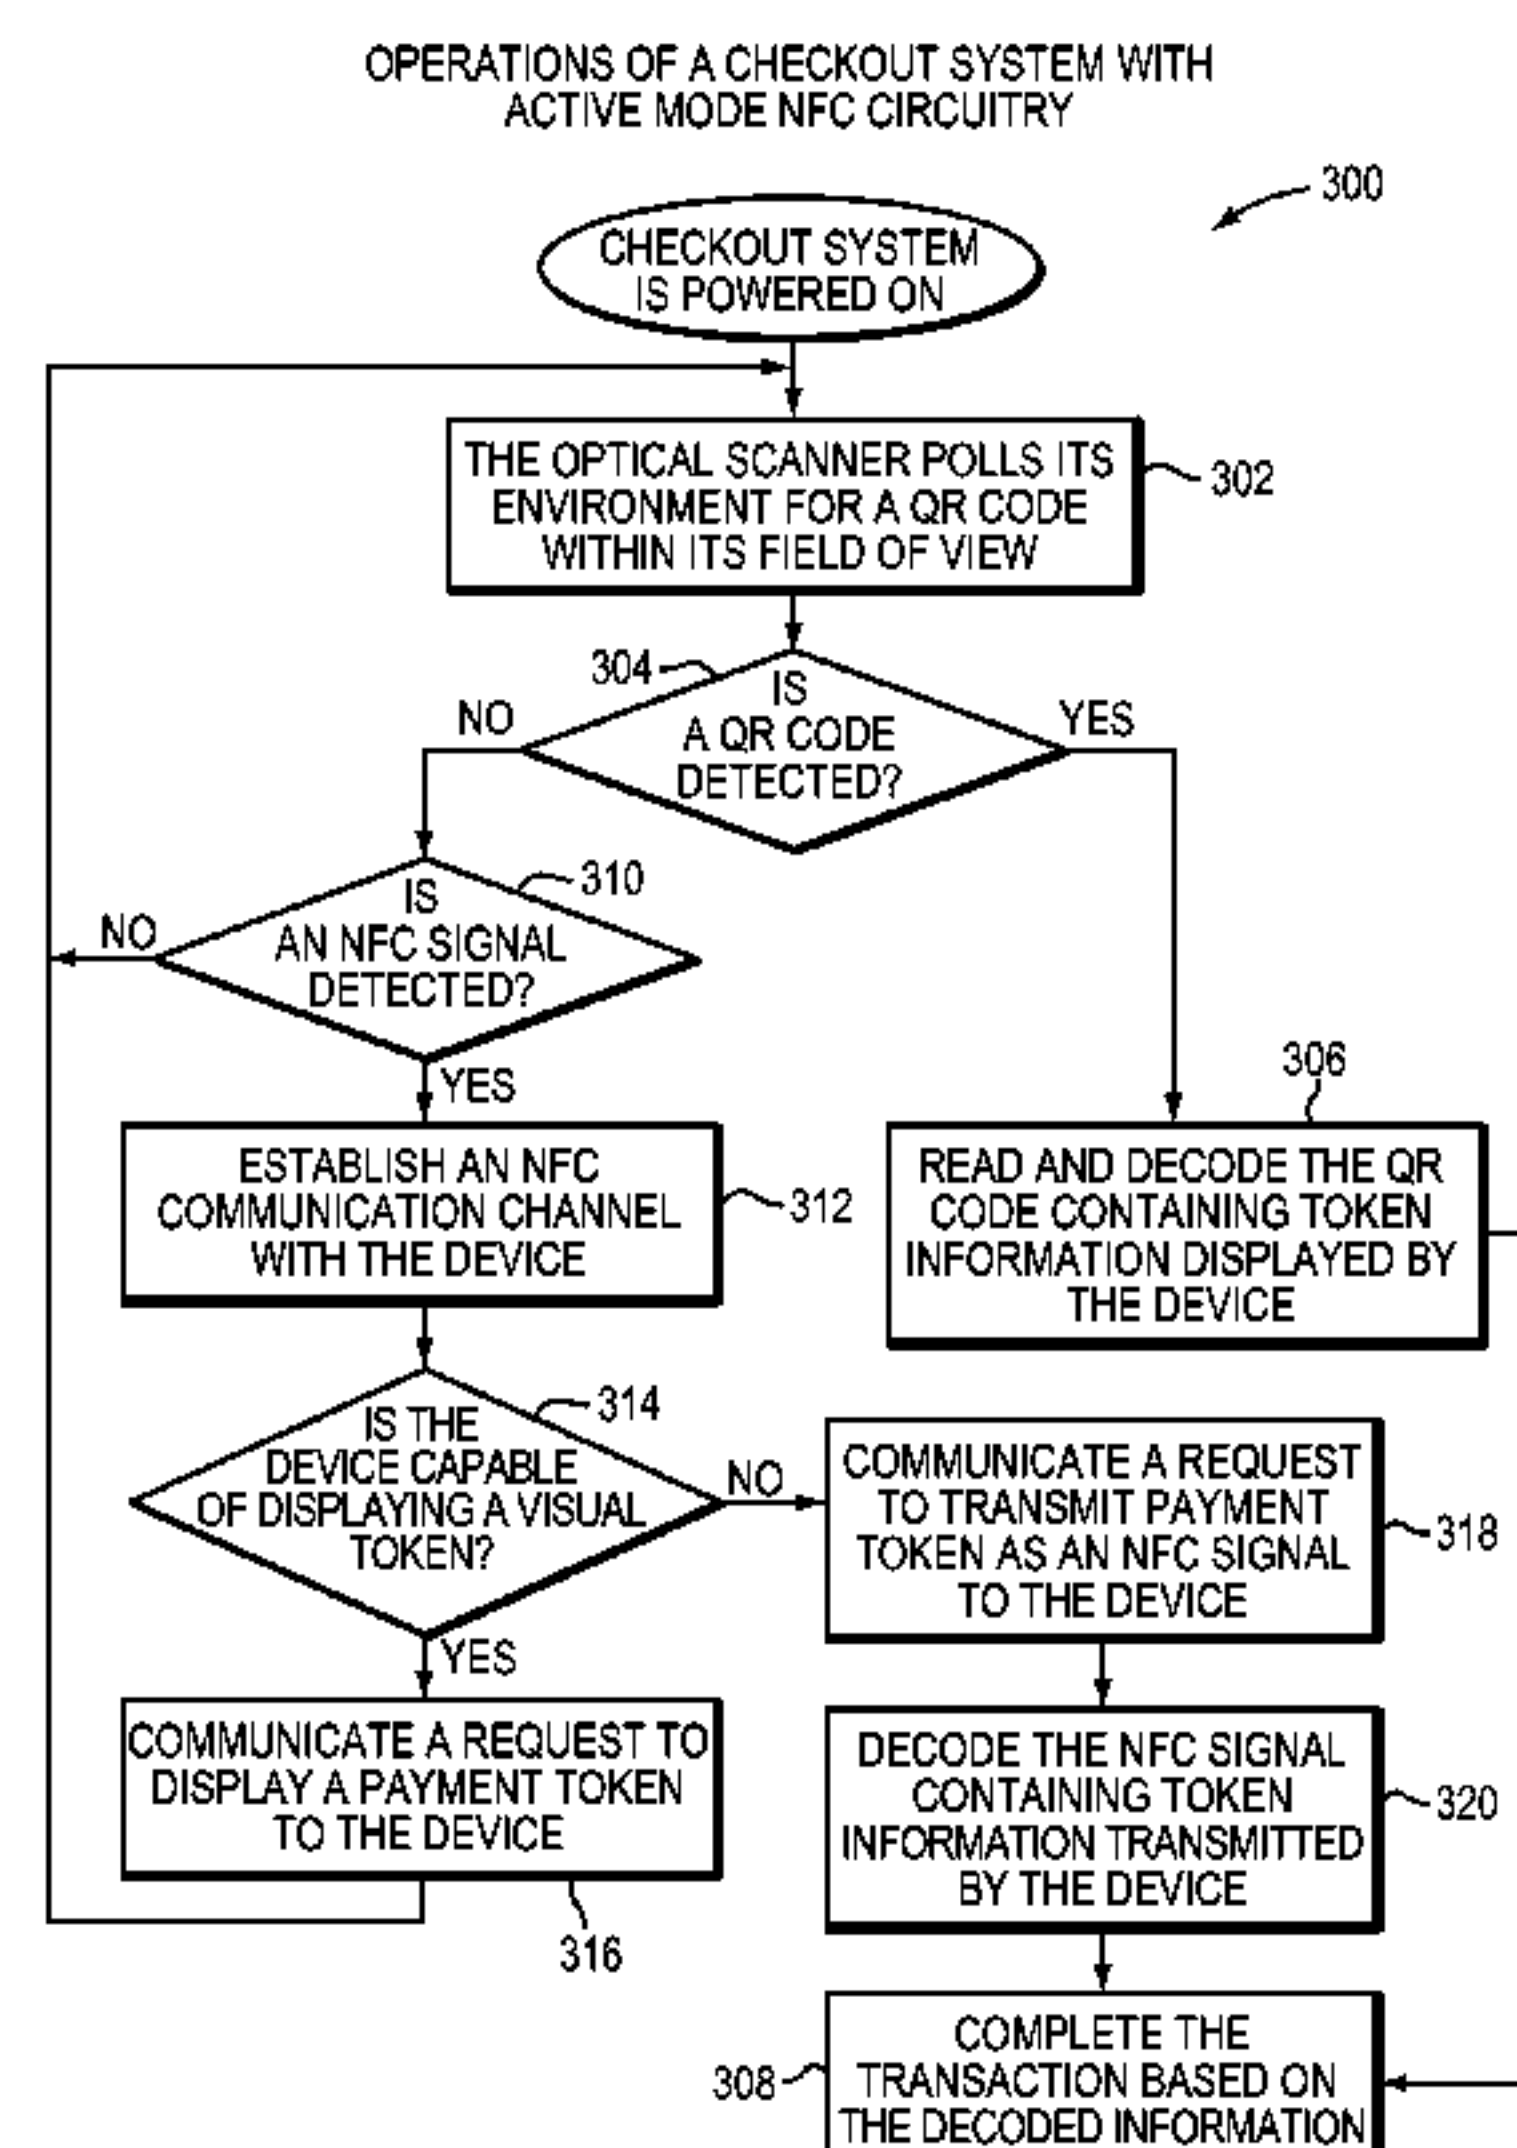 OPERATIONS OF A CHECKOUT SYSTEM WITH
ACTIVE MODE NFC CIRCUITRY
300
CHECKOUT SYSTEM
IS POWERED ON
THE OPTICAL SCANNER POLLS ITS
ENVIRONMENT FOR A QR CODE
WITHIN ITS FIELD OF VIEW
302
304
IS
A QR CODE
DETECTED?
NO
YES
310
IS
AN NFC SIGNAL
DETECTED?
NO
YES
306
READ AND DECODE THE QR
CODE CONTAINING TOKEN
INFORMATION DISPLAYED BY
THE DEVICE
ESTABLISH AN NFC
COMMUNICATION CHANNEL
WITH THE DEVICE
312
314
IS THE
DEVICE CAPABLE
OF DISPLAYING A VISUAL
TOKEN?
NO
YES
COMMUNICATE A REQUEST
TO TRANSMIT PAYMENT
TOKEN AS AN NFC SIGNAL
TO THE DEVICE
318
COMMUNICATE A REQUEST TO
DISPLAY A PAYMENT TOKEN
TO THE DEVICE
316
DECODE THE NFC SIGNAL
CONTAINING TOKEN
INFORMATION TRANSMITTED
BY THE DEVICE
320
308
COMPLETE THE
TRANSACTION BASED ON
THE DECODED INFORMATION